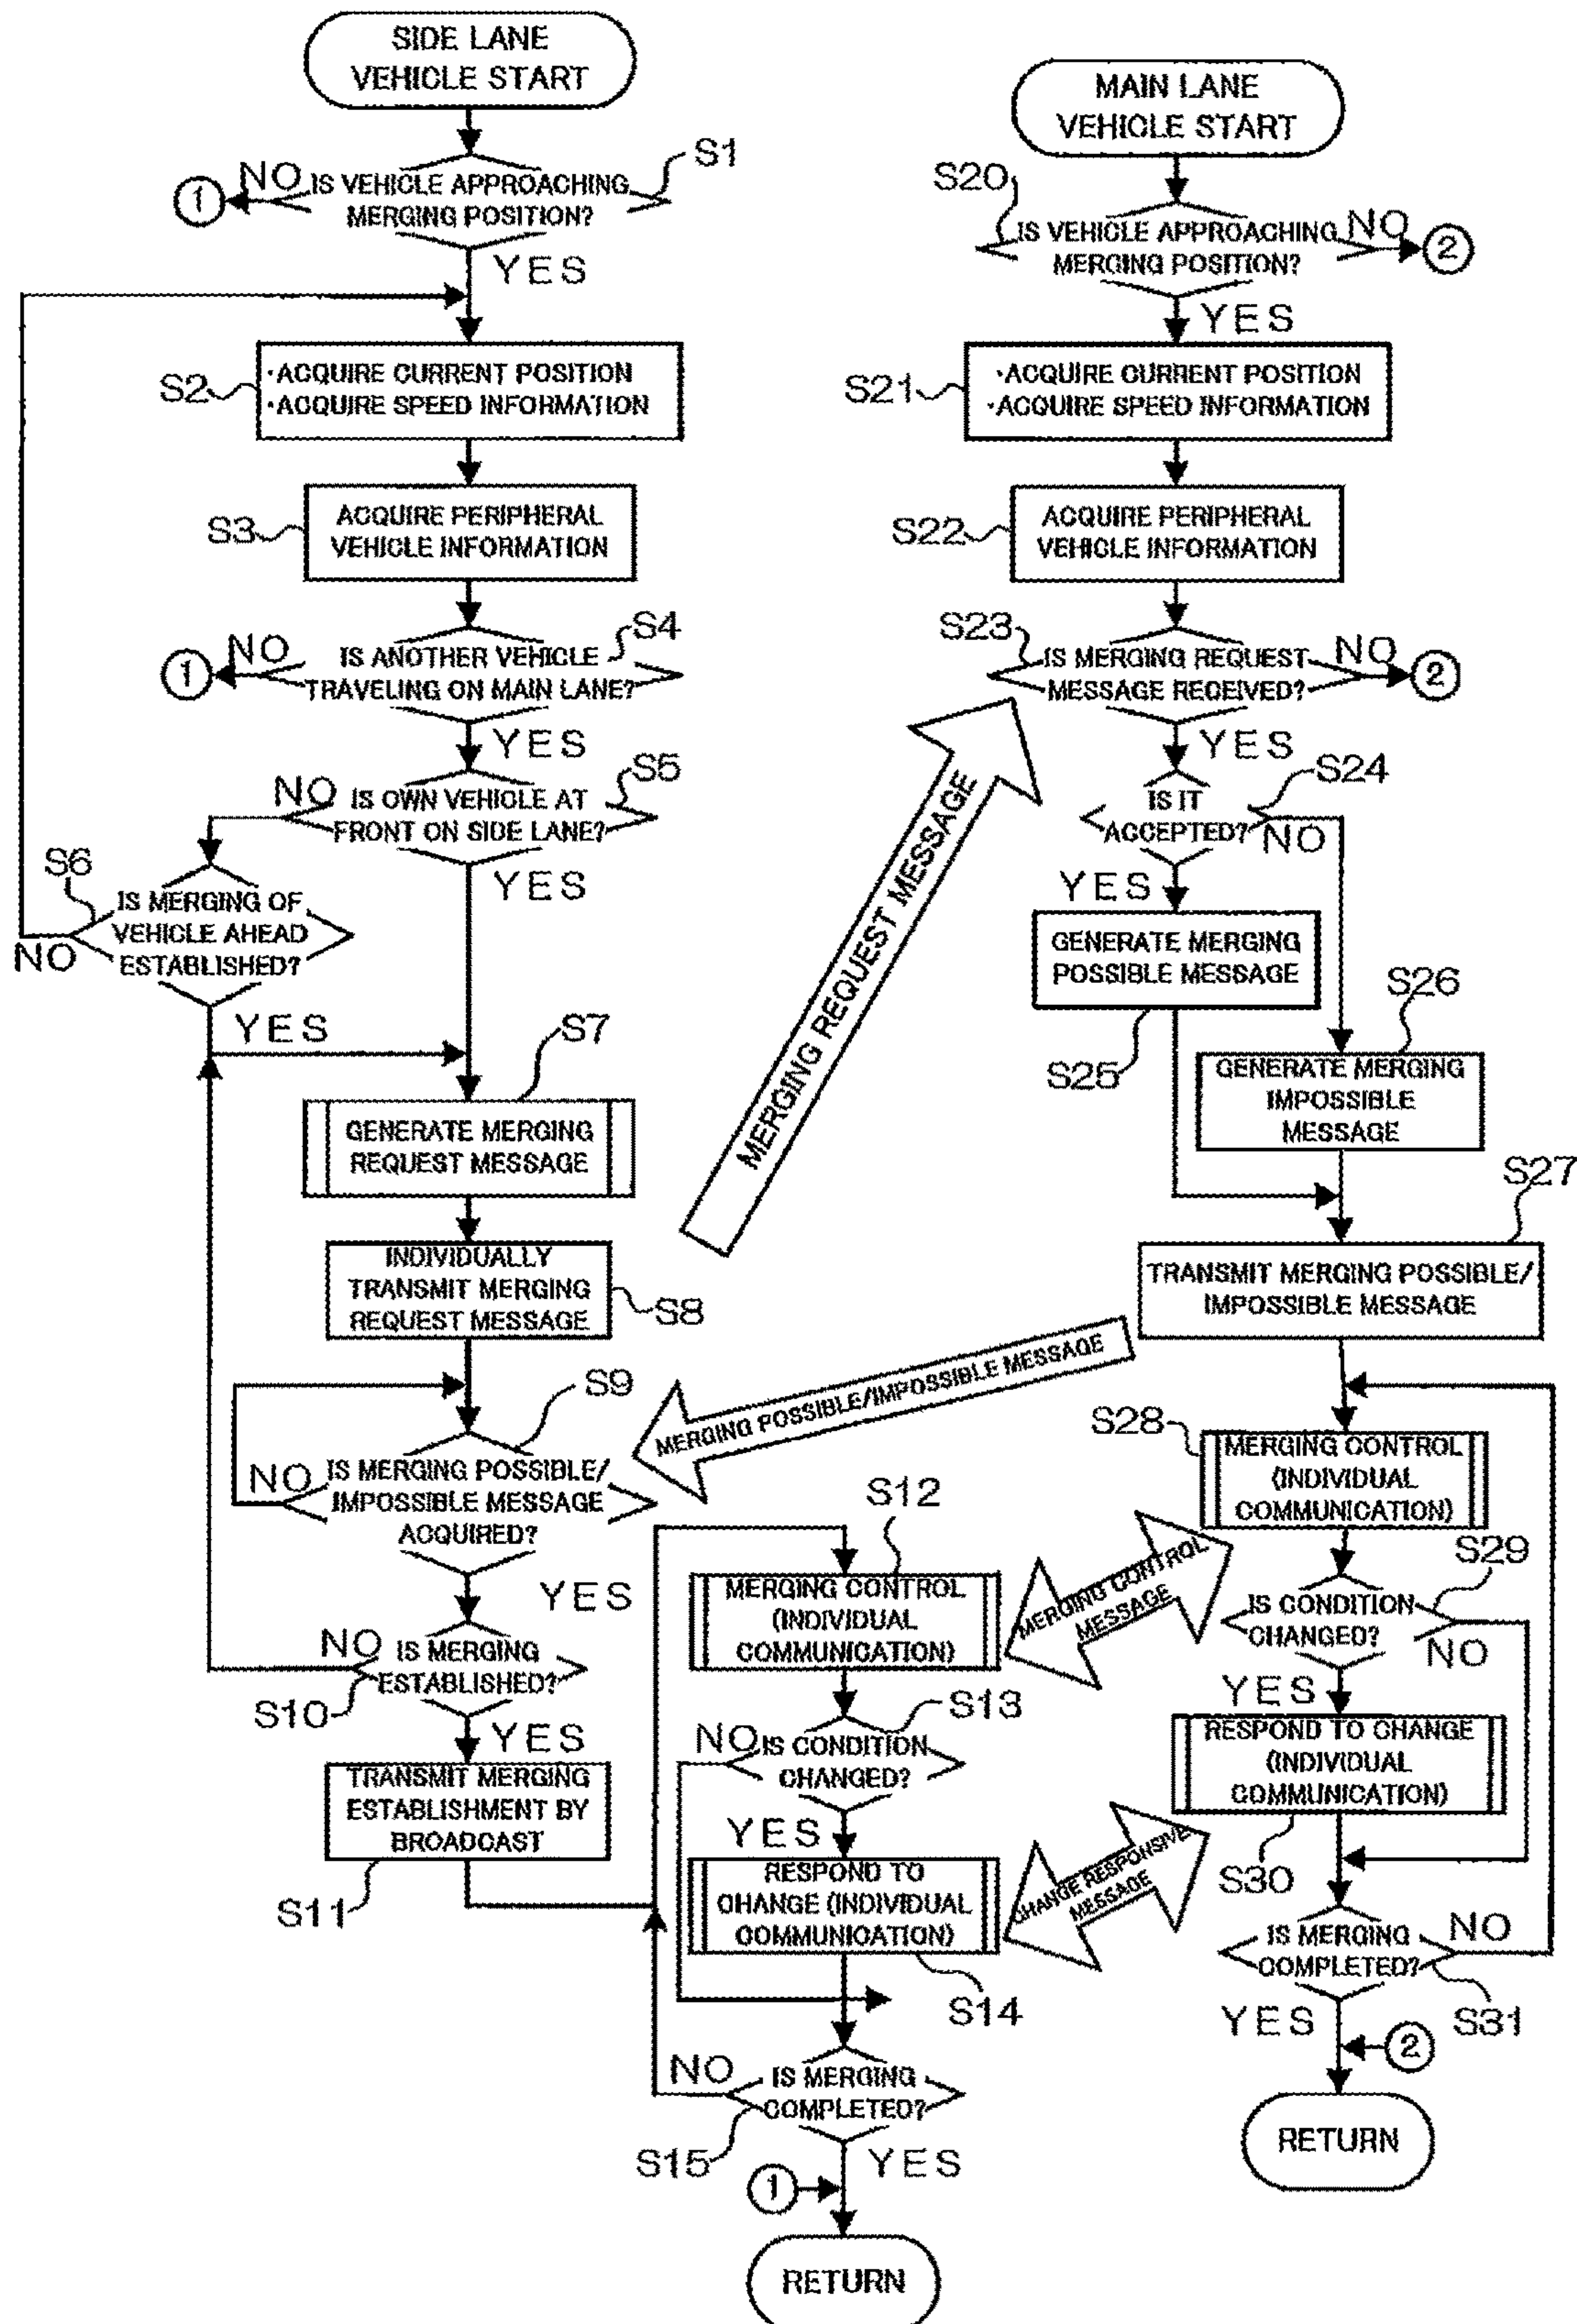 SIDE LANE
VEHICLE START
NO
IS VEHICLE APPROACHING
MERGING POSITION?
S1
1
YES
S2
·ACQUIRE CURRENT POSITION
·ACQUIRE SPEED INFORMATION
S3
ACQUIRE PERIPHERAL
VEHICLE INFORMATION
1
NO
IS ANOTHER VEHICLE
TRAVELING ON MAIN LANE?
S4
YES
NO
IS OWN VEHICLE AT
FRONT ON SIDE LANE?
S5
YES
S6
IS MERGING OF
VEHICLE AHEAD
ESTABLISHED?
NO
YES
S7
GENERATE MERGING
REQUEST MESSAGE
INDIVIDUALLY
TRANSMIT MERGING
REQUEST MESSAGE
S8
S9
NO
IS MERGING POSSIBLE/
IMPOSSIBLE MESSAGE
ACQUIRED?
YES
NO
IS MERGING
ESTABLISHED?
S10
YES
TRANSMIT MERGING
ESTABLISHMENT BY
BROADCAST
S11
S12
MERGING CONTROL
(INDIVIDUAL
COMMUNICATION)
S13
NO
IS CONDITION
CHANGED?
YES
RESPOND TO
CHANGE (INDIVIDUAL
COMMUNICATION)
S14
NO
IS MERGING
COMPLETED?
S15
YES
1
RETURN
MERGING REQUEST MESSAGE
MERGING POSSIBLE/IMPOSSIBLE MESSAGE
MERGING CONTROL
MESSAGE
CHANGE RESPONSIVE
MESSAGE
MAIN LANE
VEHICLE START
S20
IS VEHICLE APPROACHING
MERGING POSITION?
NO
2
YES
S21
·ACQUIRE CURRENT POSITION
·ACQUIRE SPEED INFORMATION
S22
ACQUIRE PERIPHERAL
VEHICLE INFORMATION
S23
IS MERGING REQUEST
MESSAGE RECEIVED?
NO
2
YES
S24
IS IT
ACCEPTED?
NO
YES
GENERATE MERGING
POSSIBLE MESSAGE
S25
S26
GENERATE MERGING
IMPOSSIBLE
MESSAGE
S27
TRANSMIT MERGING POSSIBLE/
IMPOSSIBLE MESSAGE
S28
MERGING CONTROL
(INDIVIDUAL
COMMUNICATION)
S29
IS CONDITION
CHANGED?
NO
YES
RESPOND TO CHANGE
(INDIVIDUAL
COMMUNICATION)
S30
IS MERGING
COMPLETED?
NO
S31
YES
2
RETURN